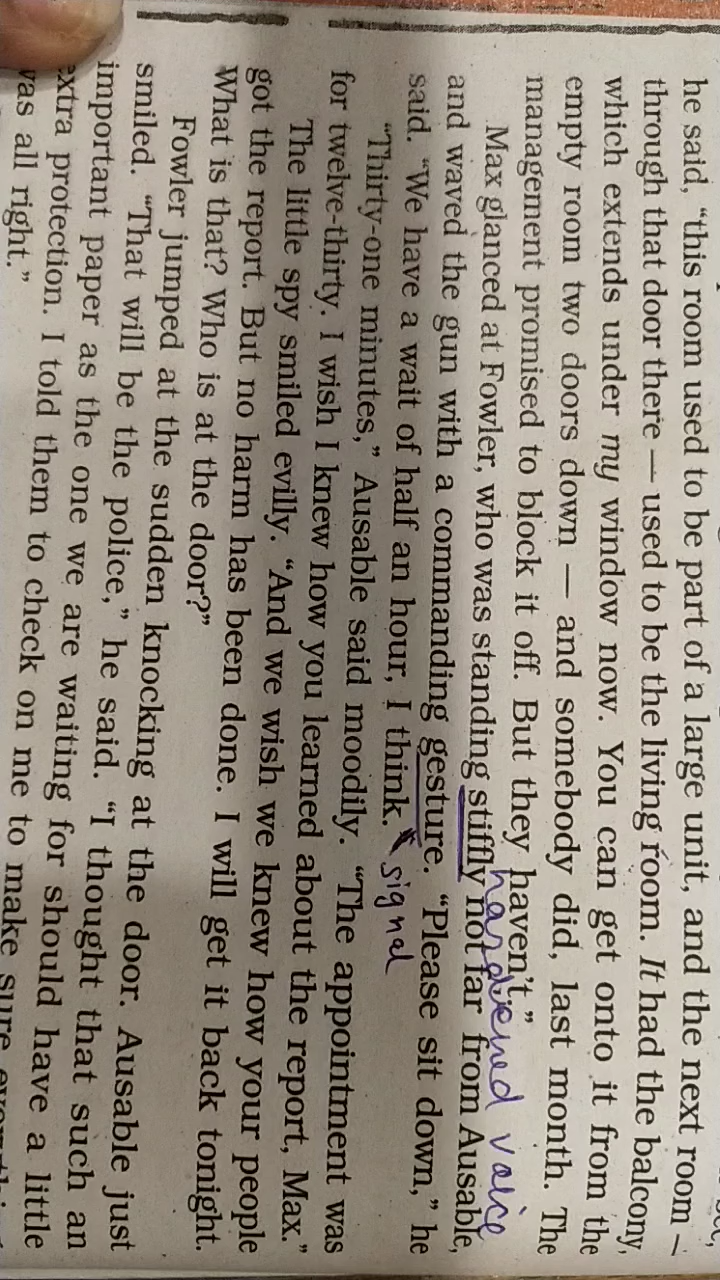 he said, “this room used to be part of a large unit, and the next room —
through that door there — used to be the living room. It had the balcony,
which extends under my window now. You can get onto it from the
empty room two doors down — and somebody did, last month. The
management promised to block it off. But they haven’t.”
hardened voice
Max glanced at Fowler, who was standing stiffly not far from Ausable,
and waved the gun with a commanding gesture. “Please sit down,” he
signal
said. “We have a wait of half an hour, I think.
“Thirty-one minutes,” Ausable said moodily. “The appointment was
for twelve-thirty. I wish I knew how you learned about the report, Max.”
The little spy smiled evilly. “And we wish we knew how your people
got the report. But no harm has been done. I will get it back tonight.
What is that? Who is at the door?”
Fowler jumped at the sudden knocking at the door. Ausable just
smiled. “That will be the police,” he said. “I thought that such an
important paper as the one we are waiting for should have a little
extra protection. I told them to check on me to make sure
was all right.”